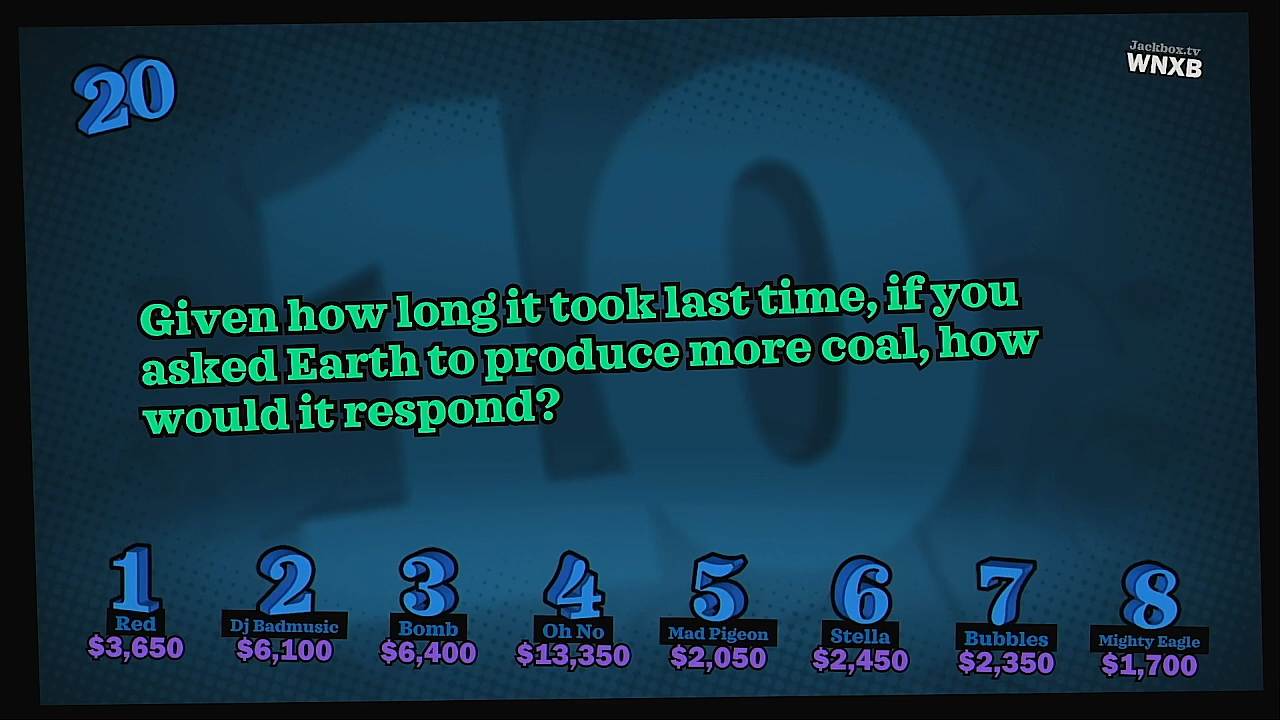 20
Jackbox.tv
WNXB
10
Given how long it took last time, if you
asked Earth to produce more coal, how
would it respond?
1 2 3 4 5 6 7 8
Red Dj Badmusic Bomb Oh No Mad Pigeon Stella Bubbles Mighty Eagle
$3,650 $6,100 $6,400 $13,350 $2,050 $2,450 $2,350 $1,700